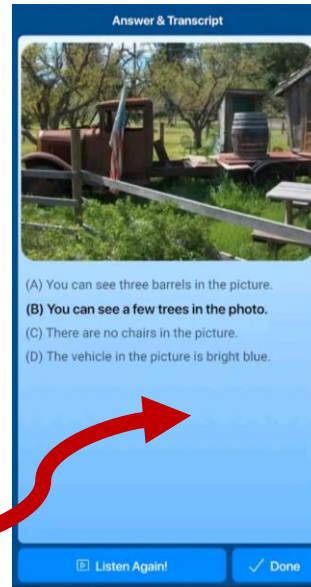 Answer & Transcript
(A) You can see three barrels in the picture.
(B) You can see a few trees in the photo.
(C) There are no chairs in the picture.
(D) The vehicle in the picture is bright blue.
Listen Again!
Done